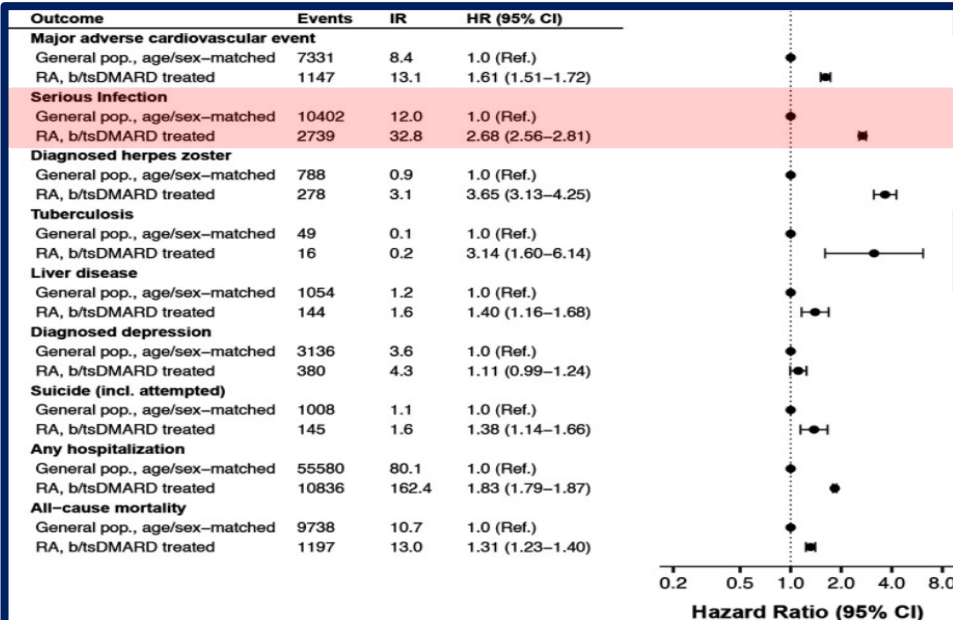 Outcome Events IR HR (95% CI)
Major adverse cardiovascular event
General pop., age/sex−matched 7331 8.4 1.0 (Ref.)
RA, b/tsDMARD treated 1147 13.1 1.61 (1.51−1.72)
Serious Infection
General pop., age/sex−matched 10402 12.0 1.0 (Ref.)
RA, b/tsDMARD treated 2739 32.8 2.68 (2.56−2.81)
Diagnosed herpes zoster
General pop., age/sex−matched 788 0.9 1.0 (Ref.)
RA, b/tsDMARD treated 278 3.1 3.65 (3.13−4.25)
Tuberculosis
General pop., age/sex−matched 49 0.1 1.0 (Ref.)
RA, b/tsDMARD treated 16 0.2 3.14 (1.60−6.14)
Liver disease
General pop., age/sex−matched 1054 1.2 1.0 (Ref.)
RA, b/tsDMARD treated 144 1.6 1.40 (1.16−1.68)
Diagnosed depression
General pop., age/sex−matched 3136 3.6 1.0 (Ref.)
RA, b/tsDMARD treated 380 4.3 1.11 (0.99−1.24)
Suicide (incl. attempted)
General pop., age/sex−matched 1008 1.1 1.0 (Ref.)
RA, b/tsDMARD treated 145 1.6 1.38 (1.14−1.66)
Any hospitalization
General pop., age/sex−matched 55580 80.1 1.0 (Ref.)
RA, b/tsDMARD treated 10836 162.4 1.83 (1.79−1.87)
All−cause mortality
General pop., age/sex−matched 9738 10.7 1.0 (Ref.)
RA, b/tsDMARD treated 1197 13.0 1.31 (1.23−1.40)
0.2 0.5 1.0 2.0 4.0 8.0
Hazard Ratio (95% CI)